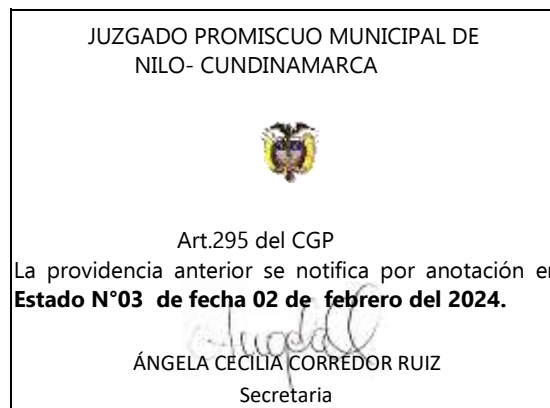 JUZGADO PROMISCUO MUNICIPAL DE
NILO- CUNDINAMARCA
Art.295 del CGP
La providencia anterior se notifica por anotación en
Estado N°03 de fecha 02 de febrero del 2024.
ÁNGELA CECILIA CORREDOR RUIZ
Secretaria